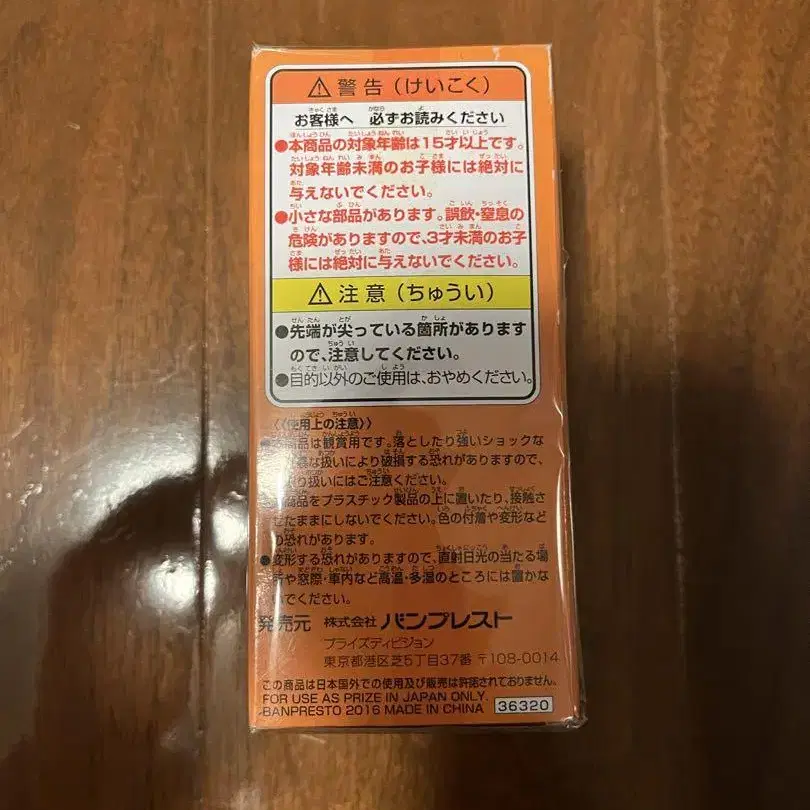 ⚠警告(けいこく)
お客様へ 必ずお読みください
●本商品の対象年齢は15才以上です。
対象年齢未満のお子様には絶対に
与えないでください。
●小さな部品があります。誤飲・窒息の
危険がありますので、3才未満のお子
様には絶対に与えないでください。
⚠注意(ちゅうい)
●先端が尖っている箇所があります
ので、注意してください。
●目的以外のご使用は、おやめください。
〈〈使用上の注意〉〉
商品は観賞用です。落としたり強いショックな
な扱いにより破損する恐れがありますので、
り扱いにはご注意ください。
商品をプラスチック製品の上に置いたり、接触さ
たままにしないでください。色の付着や変形など
の恐れがあります。
●変形する恐れがありますので、直射日光の当たる場
所や窓際・車内など高温・多湿のところには置かな
いでください。
発売元 株式会社 バンプレスト
プライズディビジョン
東京都港区芝5丁目37番 〒108-0014
この商品は日本国外での使用及び販売は許諾されておりません。
FOR USE AS PRIZE IN JAPAN ONLY.
BANPRESTO 2016 MADE IN CHINA 36320